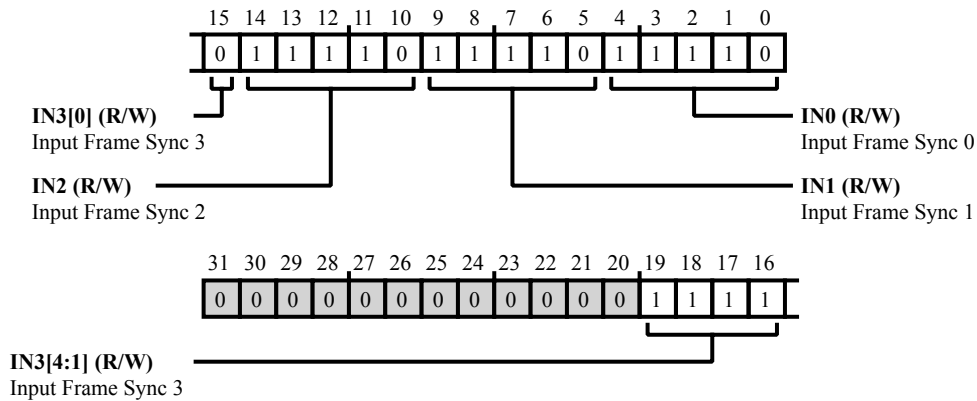 15 14 13 12 11 10 9 8 7 6 5 4 3 2 1 0
0 1 1 1 1 0 1 1 1 1 0 1 1 1 1 0
IN3[0] (R/W)
Input Frame Sync 3
IN0 (R/W)
Input Frame Sync 0
IN2 (R/W)
Input Frame Sync 2
IN1 (R/W)
Input Frame Sync 1
31 30 29 28 27 26 25 24 23 22 21 20 19 18 17 16
0 0 0 0 0 0 0 0 0 0 0 0 1 1 1 1
IN3[4:1] (R/W)
Input Frame Sync 3